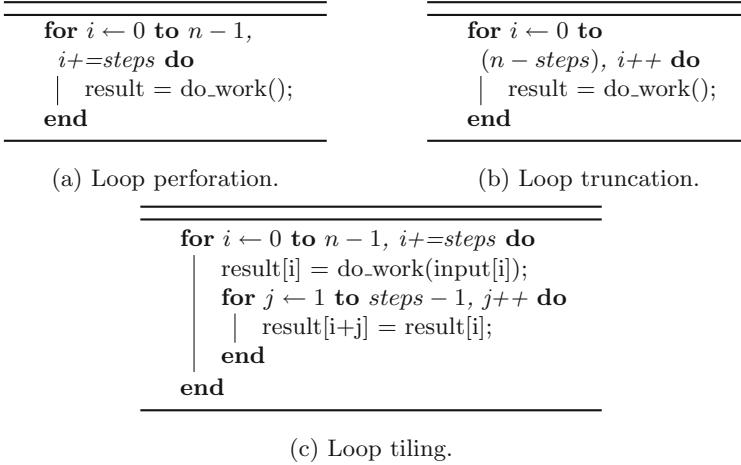 for i ← 0 to n − 1,
i+=steps do
result = do_work();
end
(a) Loop perforation.
for i ← 0 to
(n − steps), i++ do
result = do_work();
end
(b) Loop truncation.
for i ← 0 to n − 1, i+=steps do
result[i] = do_work(input[i]);
for j ← 1 to steps − 1, j++ do
result[i+j] = result[i];
end
end
(c) Loop tiling.